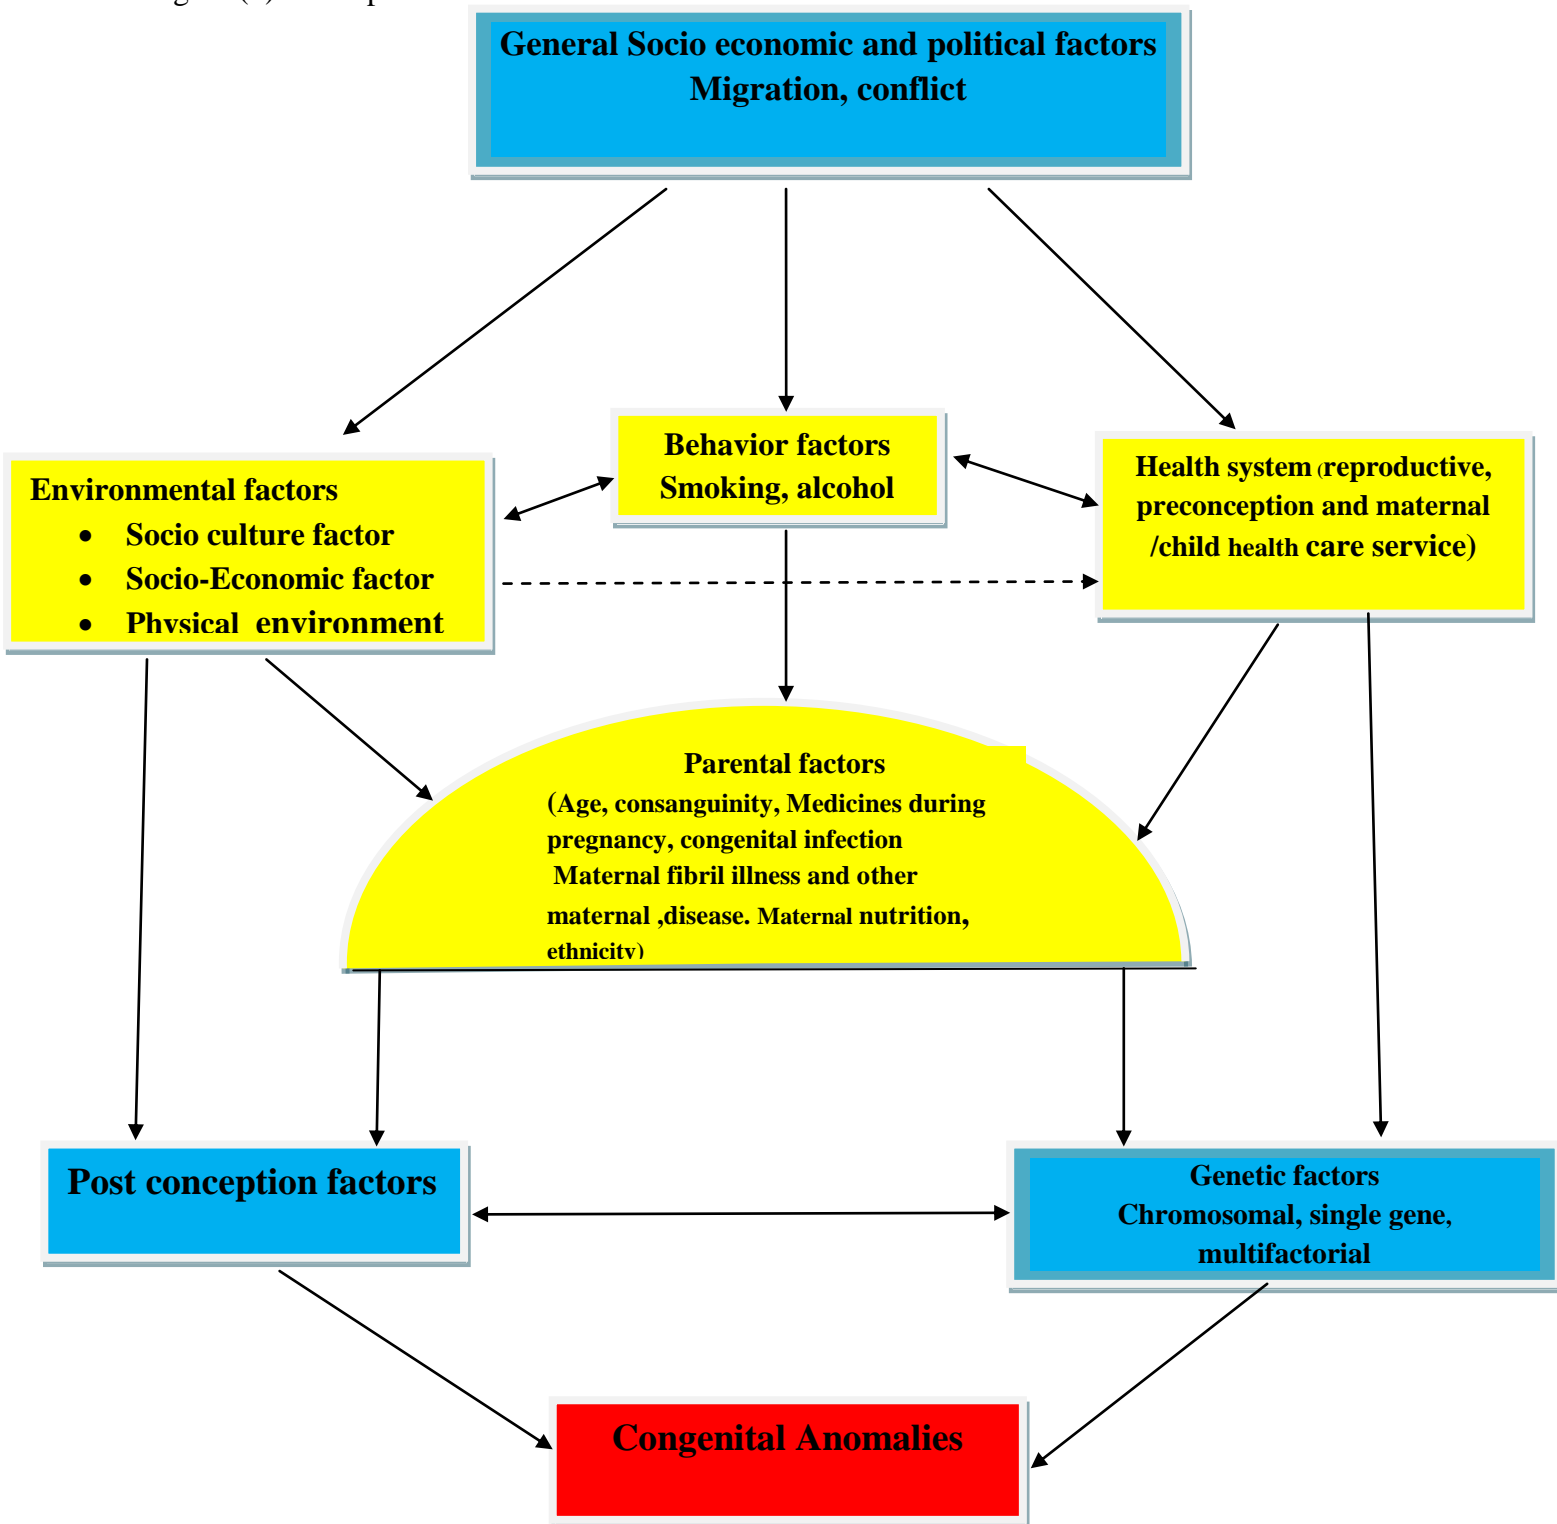 General Socio economic and political factors
Migration, conflict
Behavior factors
Smoking, alcohol
Health system (reproductive,
preconception and maternal
/child health care service)
Environmental factors
• Socio culture factor
• Socio-Economic factor
• Physical environment
Parental factors
(Age, consanguinity, Medicines during
pregnancy, congenital infection
Maternal fibril illness and other
maternal ,disease. Maternal nutrition,
ethnicity)
Post conception factors
Genetic factors
Chromosomal, single gene,
multifactorial
Congenital Anomalies